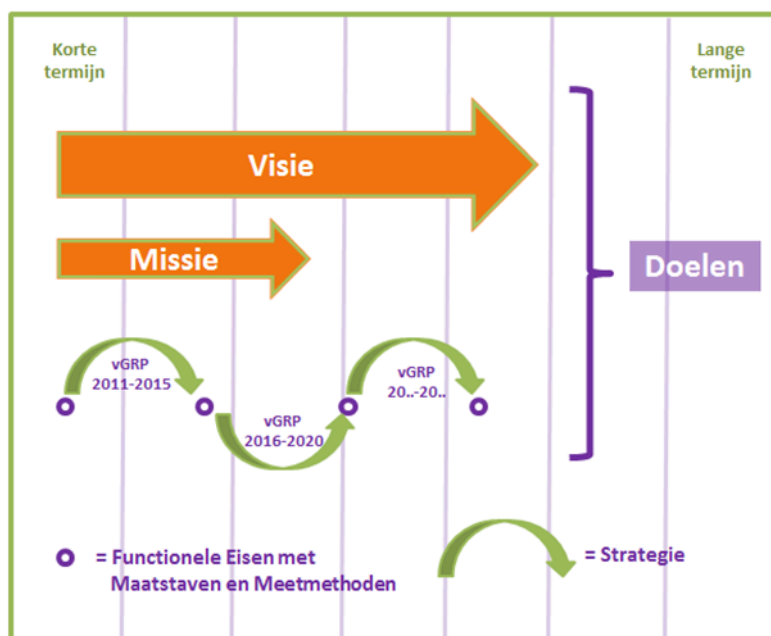 Korte
termijn
Lange
termijn
Visie
Missie
Doelen
vGRP
2011-2015
vGRP
2016-2020
vGRP
20..-20..
= Functionele Eisen met
Maatstaven en Meetmethoden
= Strategie